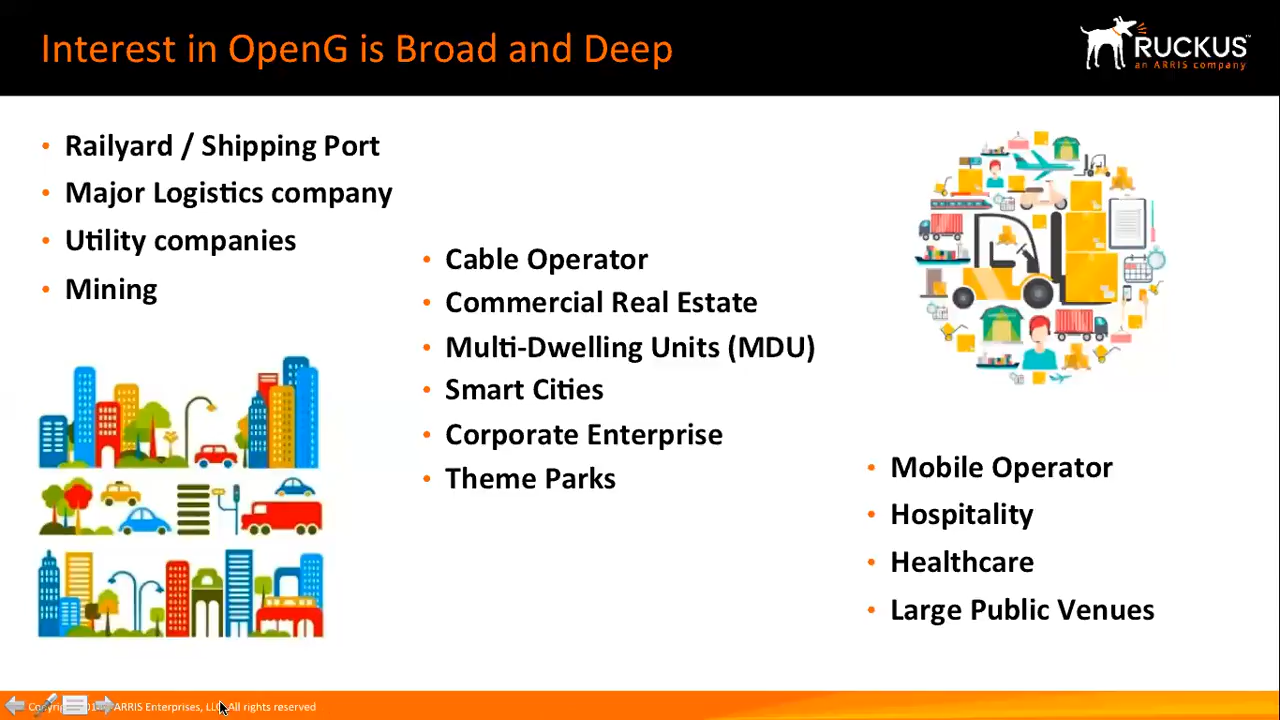 Interest in OpenG is Broad and Deep
RUCKUS™
an ARRIS company
• Railyard / Shipping Port
• Major Logistics company
• Utility companies
• Mining
• Cable Operator
• Commercial Real Estate
• Multi-Dwelling Units (MDU)
• Smart Cities
• Corporate Enterprise
• Theme Parks
• Mobile Operator
• Hospitality
• Healthcare
• Large Public Venues
ARRIS Enterprises, All rights reserved